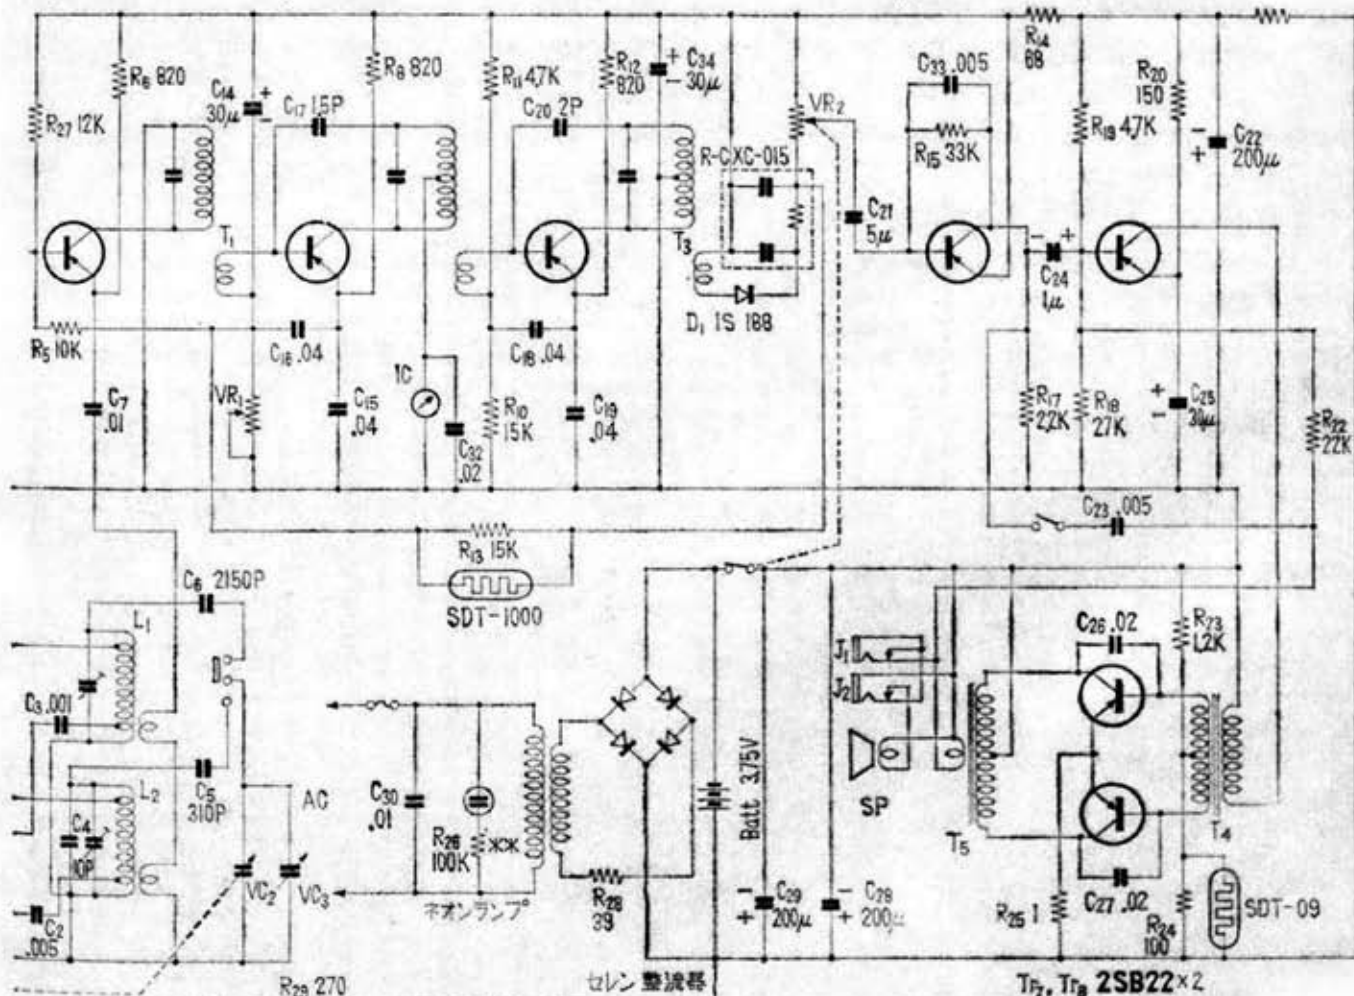 R6 820
R27 12K
C14 30μ
C17 1.5P
R8 820
R11 4.7K
C20 2P
R12 820
C34 30μ
VR2
R-CXC-015
C21 5μ
C33 .005
R15 33K
R14 68
R19 4.7K
R20 150
C22 200μ
T1
T3
D1 1S 188
C24 1μ
R5 10K
C16 .04
C18 .04
C7 .01
VR1
C15 .04
1C
C32 .02
R10 15K
C19 .04
R17 2.2K
R18 27K
C25 30μ
R22 22K
C23 .005
R13 15K
SDT-1000
C6 2150P
L1
C3 .001
C5 310P
L2
C4 10P
C2 .005
VC2
VC3
AC
C30 .01
R26 100K
ネオンランプ
R28 39
Batt 3.75V
J1
J2
SP
T5
C29 200μ
C28 200μ
C26 .02
R23 1.2K
T4
C27 .02
R25 1
R24 100
SDT-09
R29 270
セレン整流器
Tr7, Tr8 2SB22×2